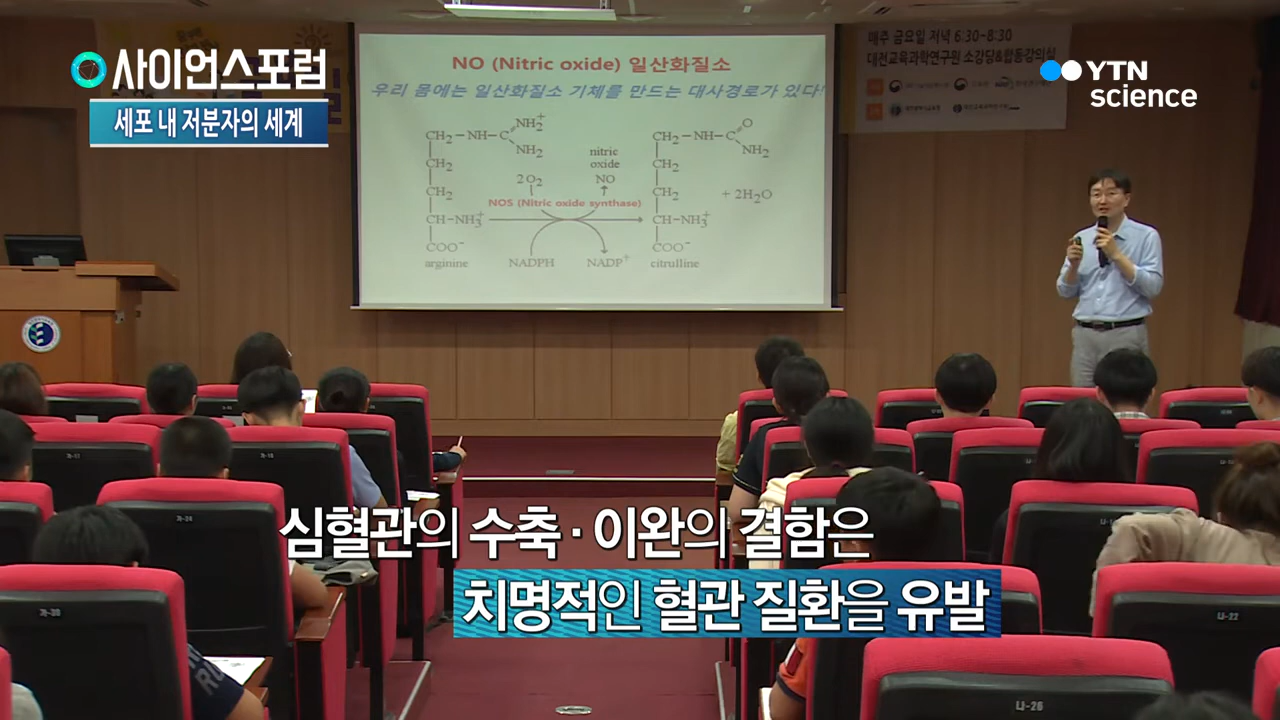 사이언스포럼
세포 내 저분자의 세계
YTN
science
매주 금요일 저녁 6:30~8:30
대전교육과학연구원 소강당&합동강의실
NO (Nitric oxide) 일산화질소
우리 몸에는 일산화질소 기체를 만드는 대사경로가 있다!
CH₂–NH–C NH₂⁺ NH₂
CH₂
CH₂
CH–NH₃⁺
COO⁻
arginine
2O₂
nitric
oxide
NO
NOS (Nitric oxide synthase)
NADPH
NADP⁺
CH₂–NH–C O NH₂
CH₂
CH₂
CH–NH₃⁺
COO⁻
citrulline
+ 2H₂O
심혈관의 수축·이완의 결함은
치명적인 혈관 질환을 유발
가-30
나-22
나-26